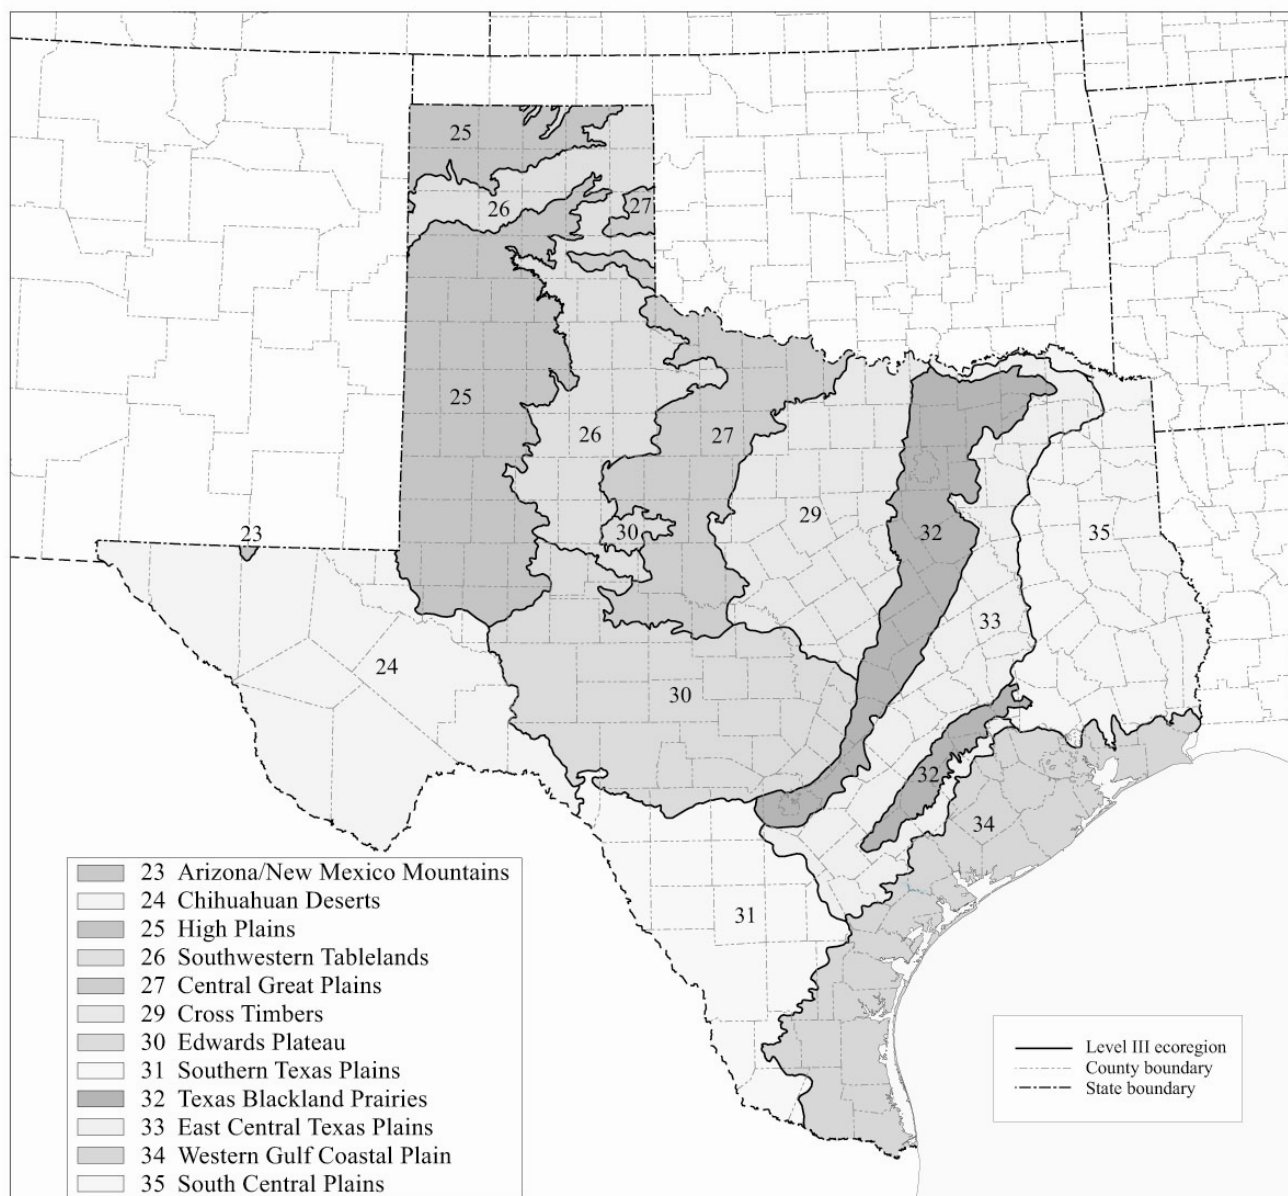 25
26
27
25
26
27
30
29
32
35
23
33
24
30
32
34
31
23 Arizona/New Mexico Mountains
24 Chihuahuan Deserts
25 High Plains
26 Southwestern Tablelands
27 Central Great Plains
29 Cross Timbers
30 Edwards Plateau
31 Southern Texas Plains
32 Texas Blackland Prairies
33 East Central Texas Plains
34 Western Gulf Coastal Plain
35 South Central Plains
Level III ecoregion
County boundary
State boundary